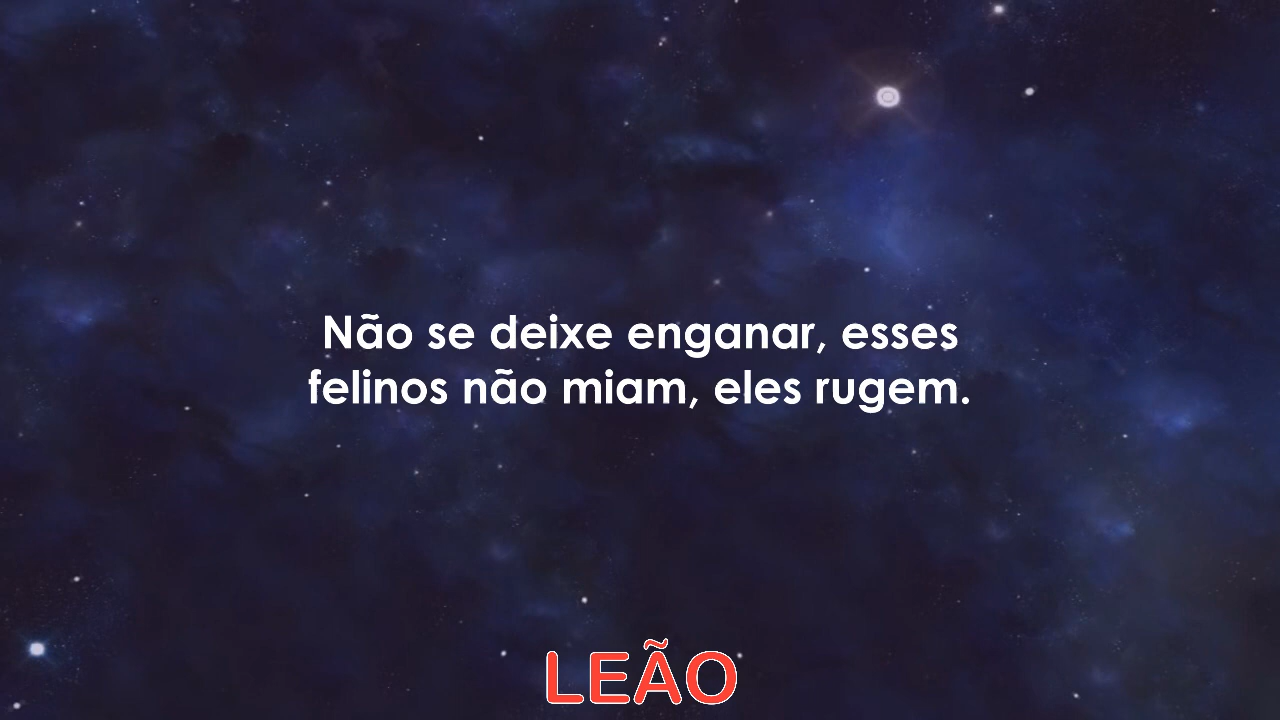 Não se deixe enganar, esses
felinos não miam, eles rugem.
LEÃO